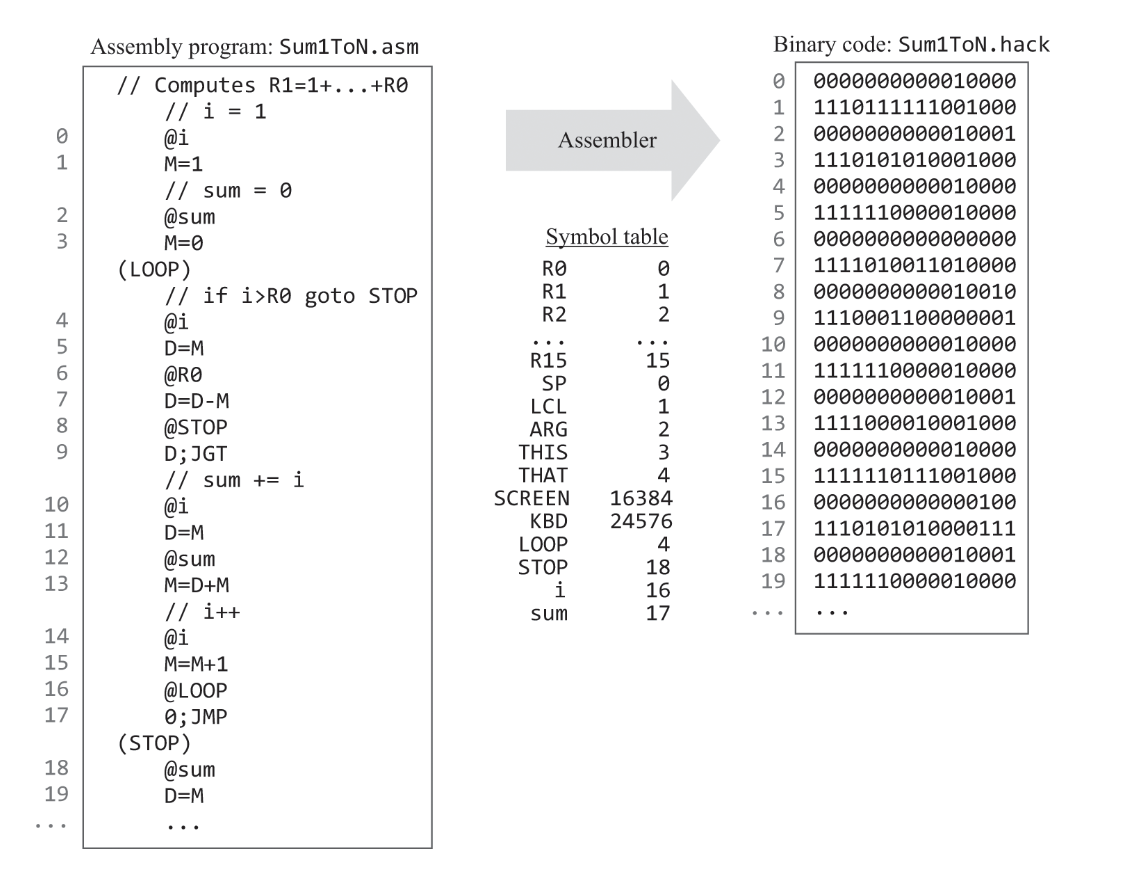 Assembly program: Sum1ToN.asm
// Computes R1=1+...+R0
// i = 1
0 @i
1 M=1
// sum = 0
2 @sum
3 M=0
(LOOP)
// if i>R0 goto STOP
4 @i
5 D=M
6 @R0
7 D=D-M
8 @STOP
9 D;JGT
// sum += i
10 @i
11 D=M
12 @sum
13 M=D+M
// i++
14 @i
15 M=M+1
16 @LOOP
17 0;JMP
(STOP)
18 @sum
19 D=M
... ...
Assembler
Symbol table
R0 0
R1 1
R2 2
... ...
R15 15
SP 0
LCL 1
ARG 2
THIS 3
THAT 4
SCREEN 16384
KBD 24576
LOOP 4
STOP 18
i 16
sum 17
Binary code: Sum1ToN.hack
0 0000000000010000
1 1110111111001000
2 0000000000010001
3 1110101010001000
4 0000000000010000
5 1111110000010000
6 0000000000000000
7 1111010011010000
8 0000000000010010
9 1110001100000001
10 0000000000010000
11 1111110000010000
12 0000000000010001
13 1111000010001000
14 0000000000010000
15 1111110111001000
16 0000000000000100
17 1110101010000111
18 0000000000010001
19 1111110000010000
... ...